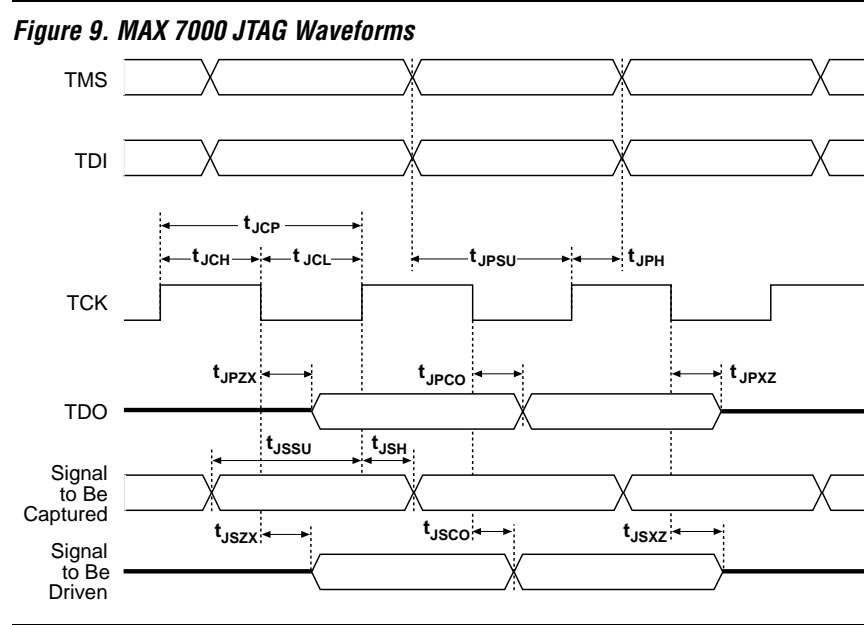 Figure 9. MAX 7000 JTAG Waveforms
TMS
TDI
tJCP
tJCH
tJCL
tJPSU
tJPH
TCK
tJPZX
tJPCO
tJPXZ
TDO
tJSSU
tJSH
Signal
to Be
Captured
tJSZX
tJSCO
tJSXZ
Signal
to Be
Driven